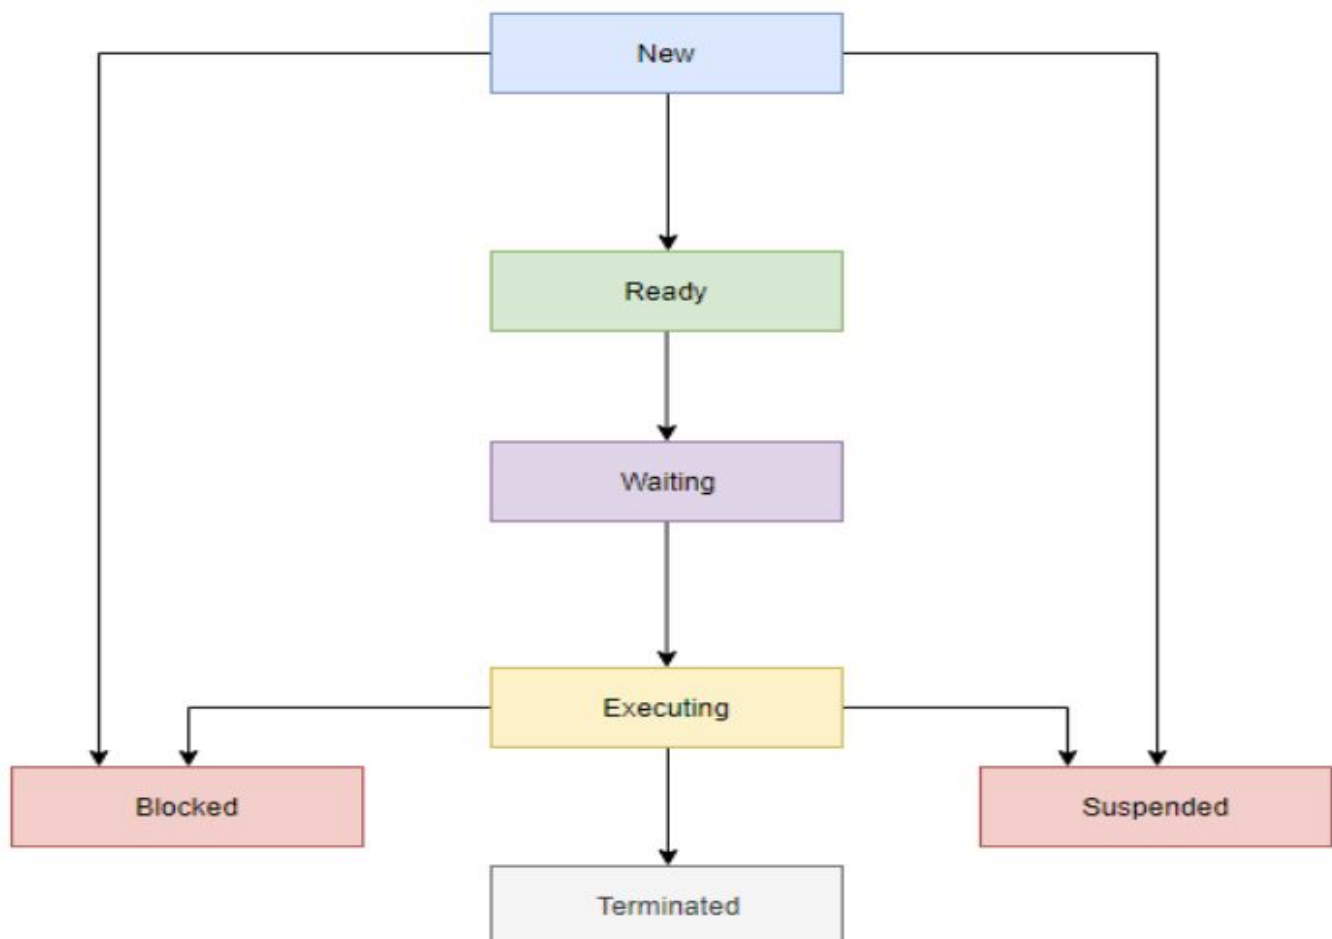 New
Ready
Waiting
Executing
Blocked
Suspended
Terminated